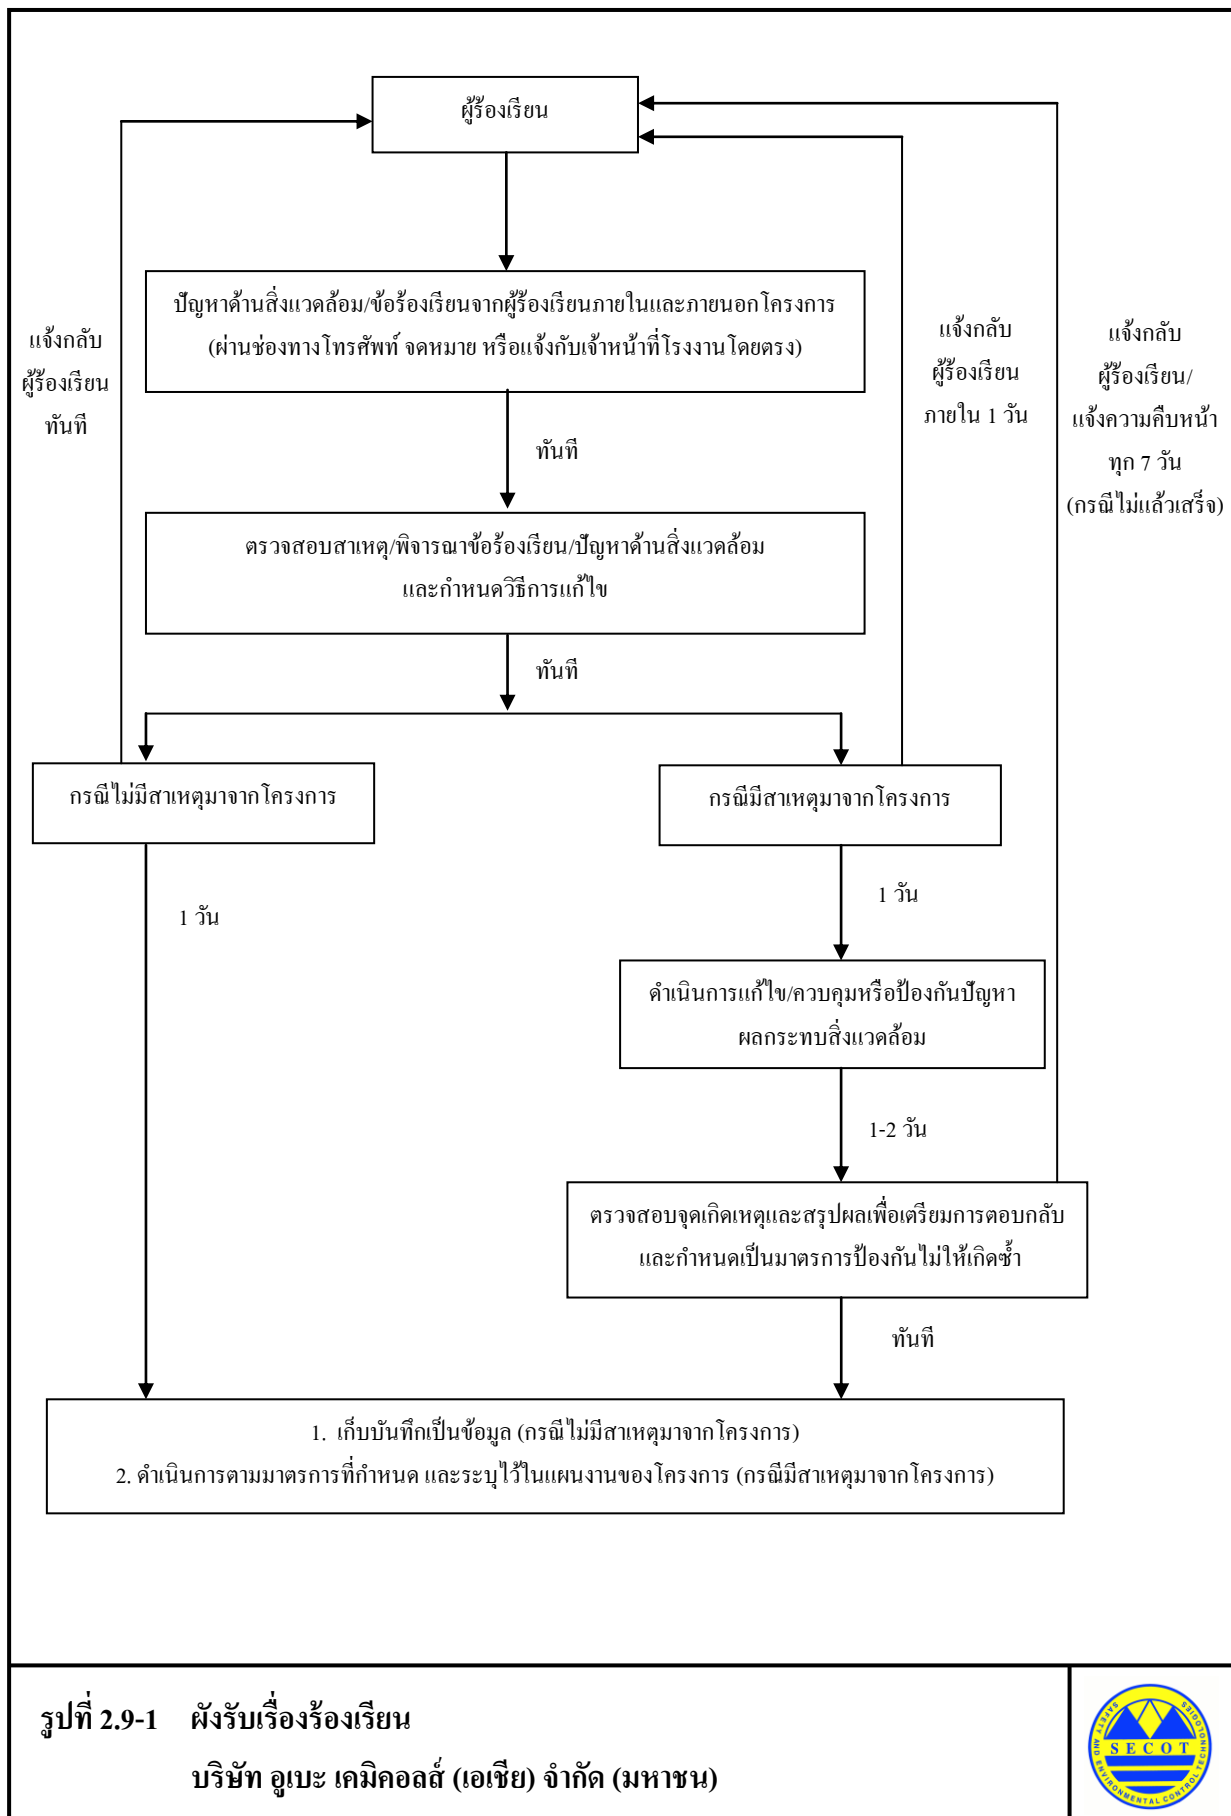 ผู้ร้องเรียน
ปัญหาด้านสิ่งแวดล้อม/ข้อร้องเรียนจากผู้ร้องเรียนภายในและภายนอกโครงการ
(ผ่านช่องทางโทรศัพท์ จดหมาย หรือแจ้งกับเจ้าหน้าที่โรงงานโดยตรง)
แจ้งกลับ
ผู้ร้องเรียน
ทันที
แจ้งกลับ
ผู้ร้องเรียน
ภายใน 1 วัน
แจ้งกลับ
ผู้ร้องเรียน/
แจ้งความคืบหน้า
ทุก 7 วัน
(กรณีไม่แล้วเสร็จ)
ทันที
ตรวจสอบสาเหตุ/พิจารณาข้อร้องเรียน/ปัญหาด้านสิ่งแวดล้อม
และกำหนดวิธีการแก้ไข
ทันที
กรณีไม่มีสาเหตุมาจากโครงการ
กรณีมีสาเหตุมาจากโครงการ
1 วัน
1 วัน
ดำเนินการแก้ไข/ควบคุมหรือป้องกันปัญหา
ผลกระทบสิ่งแวดล้อม
1-2 วัน
ตรวจสอบจุดเกิดเหตุและสรุปผลเพื่อเตรียมการตอบกลับ
และกำหนดเป็นมาตรการป้องกันไม่ให้เกิดซ้ำ
ทันที
1. เก็บบันทึกเป็นข้อมูล (กรณีไม่มีสาเหตุมาจากโครงการ)
2. ดำเนินการตามมาตรการที่กำหนด และระบุไว้ในแผนงานของโครงการ (กรณีมีสาเหตุมาจากโครงการ)
รูปที่ 2.9-1 ผังรับเรื่องร้องเรียน
บริษัท อูเบะ เคมิคอลส์ (เอเชีย) จำกัด (มหาชน)
SECOT
SAFETY AND ENVIRONMENTAL CONTROL TECHNOLOGIES